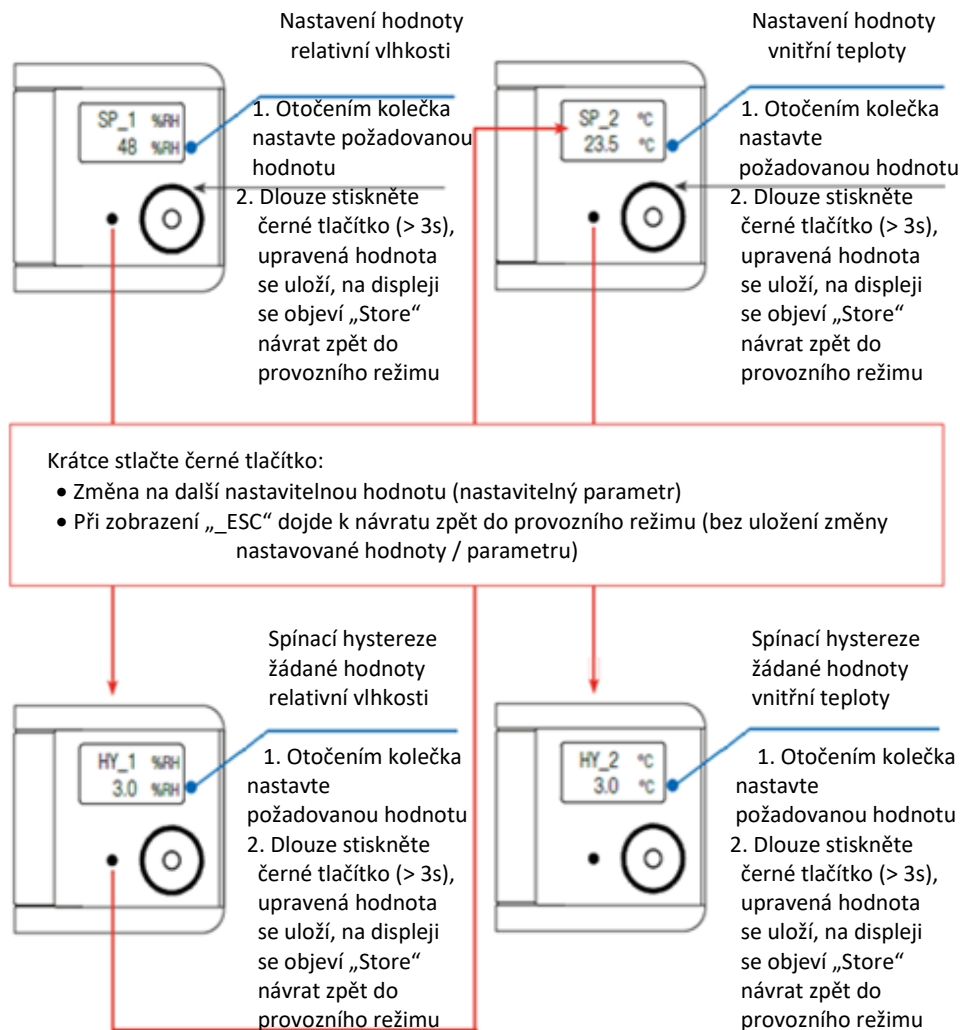 Nastavení hodnoty
relativní vlhkosti
SP_1 %RH
48 %RH
1. Otočením kolečka
nastavte požadovanou
hodnotu
2. Dlouze stiskněte
černé tlačítko (> 3s),
upravená hodnota
se uloží, na displeji
se objeví „Store“
návrat zpět do
provozního režimu
Nastavení hodnoty
vnitřní teploty
SP_2 °C
23.5 °C
1. Otočením kolečka
nastavte
požadovanou hodnotu
2. Dlouze stiskněte
černé tlačítko (> 3s),
upravená hodnota
se uloží, na displeji
se objeví „Store“
návrat zpět do
provozního režimu
Krátce stlačte černé tlačítko:
• Změna na další nastavitelnou hodnotu (nastavitelný parametr)
• Při zobrazení „_ESC“ dojde k návratu zpět do provozního režimu (bez uložení změny
nastavované hodnoty / parametru)
Spínací hystereze
žádané hodnoty
relativní vlhkosti
HY_1 %RH
3.0 %RH
1. Otočením kolečka
nastavte
požadovanou hodnotu
2. Dlouze stiskněte
černé tlačítko (> 3s),
upravená hodnota
se uloží, na displeji
se objeví „Store“
návrat zpět do
provozního režimu
Spínací hystereze
žádané hodnoty
vnitřní teploty
HY_2 °C
3.0 °C
1. Otočením kolečka
nastavte
požadovanou hodnotu
2. Dlouze stiskněte
černé tlačítko (> 3s),
upravená hodnota
se uloží, na displeji
se objeví „Store“
návrat zpět do
provozního režimu